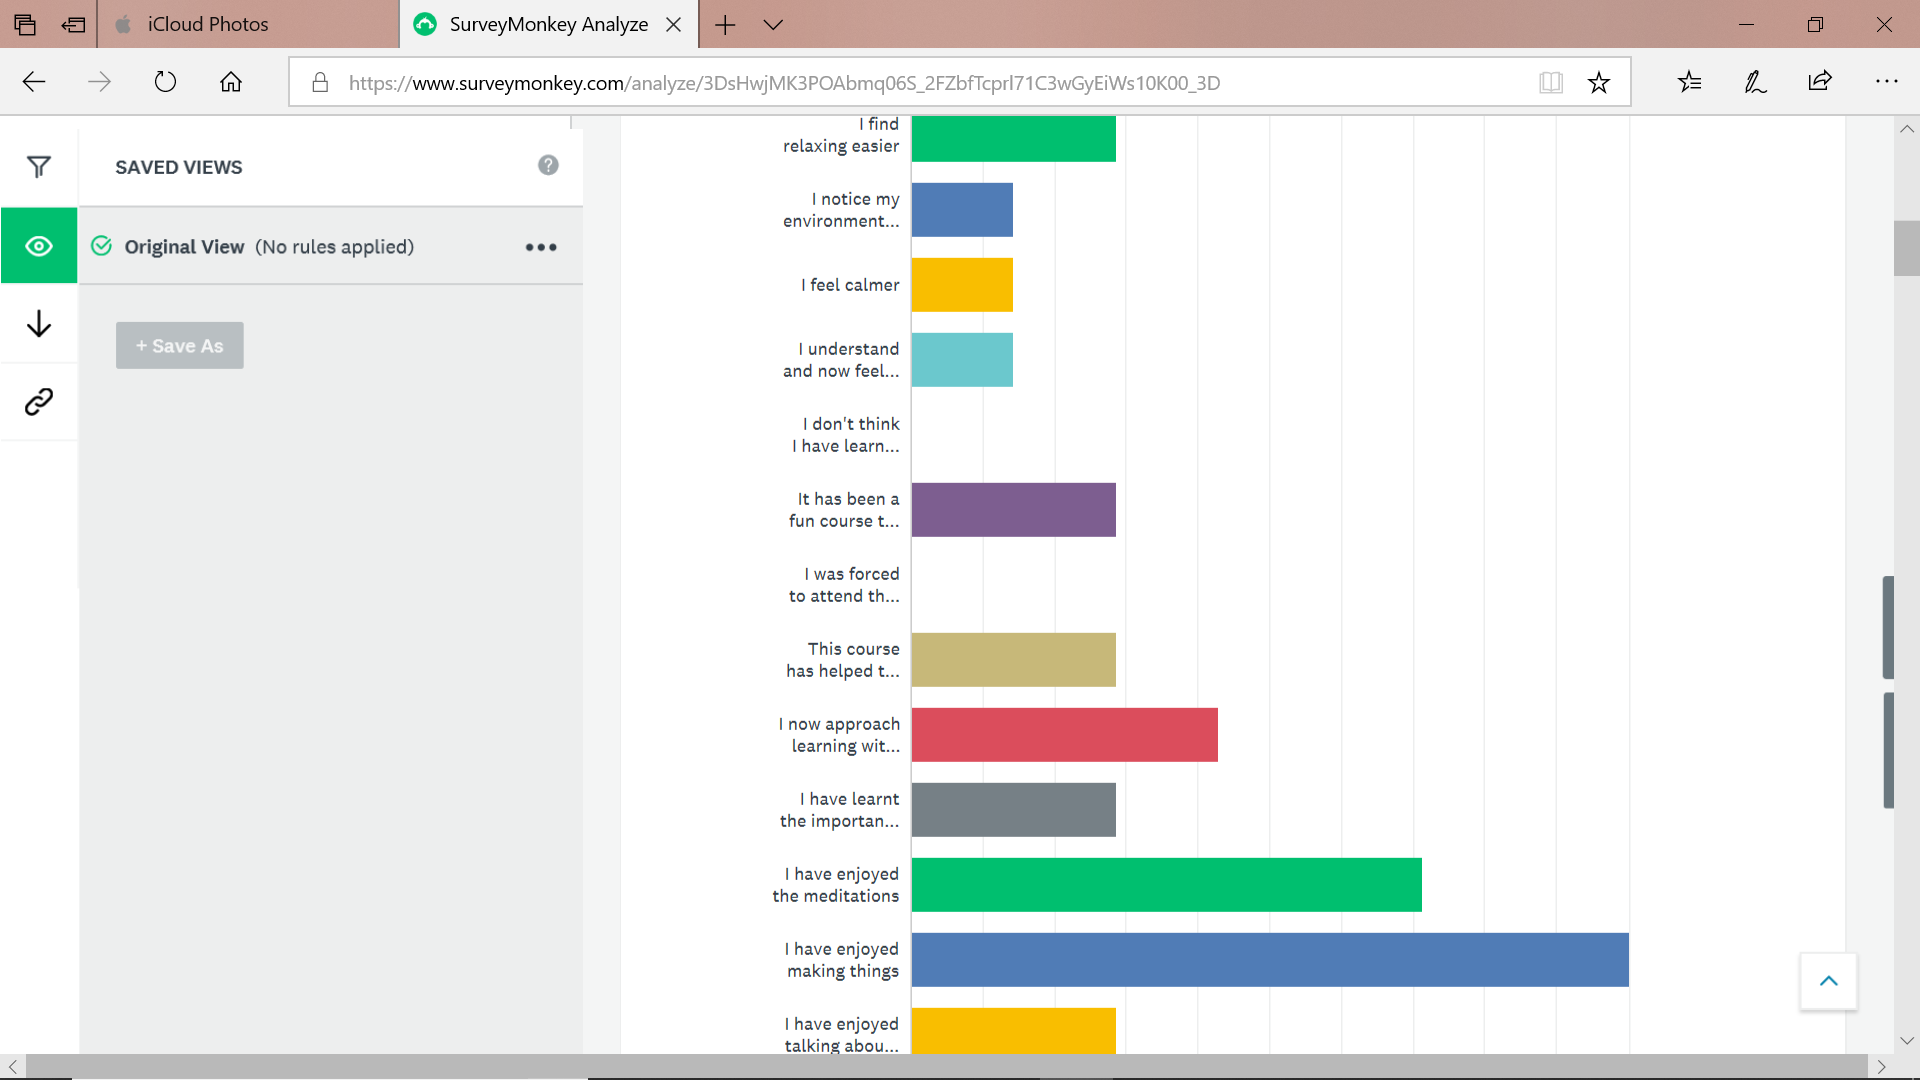 iCloud Photos
SurveyMonkey Analyze
https://www.surveymonkey.com/analyze/3DsHwjMK3POAbmq06S_2FZbfTcprl71C3wGyEiWs10K00_3D
SAVED VIEWS
?
Original View (No rules applied)
+ Save As
I find
relaxing easier
I notice my
environment...
I feel calmer
I understand
and now feel...
I don't think
I have learn...
It has been a
fun course t...
I was forced
to attend th...
This course
has helped t...
I now approach
learning wit...
I have learnt
the importan...
I have enjoyed
the meditations
I have enjoyed
making things
I have enjoyed
talking abou...